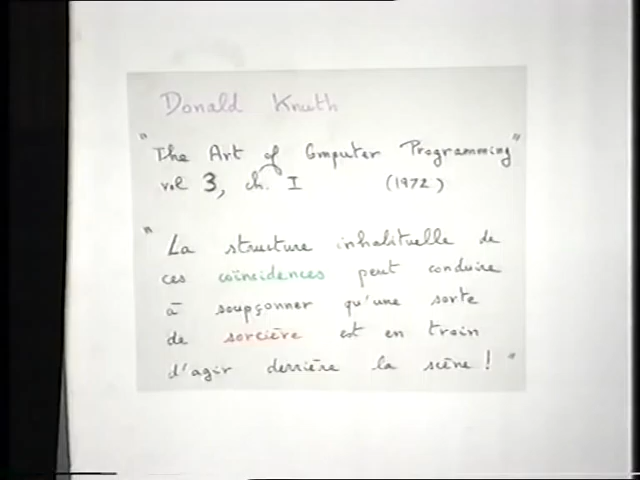 Donald Knuth
"The Art of Computer Programming"
vol 3, ch. I (1972)
"La structure inhabituelle de
ces coïncidences peut conduire
à soupçonner qu'une sorte
de sorcière est en train
d'agir derrière la scène ! "